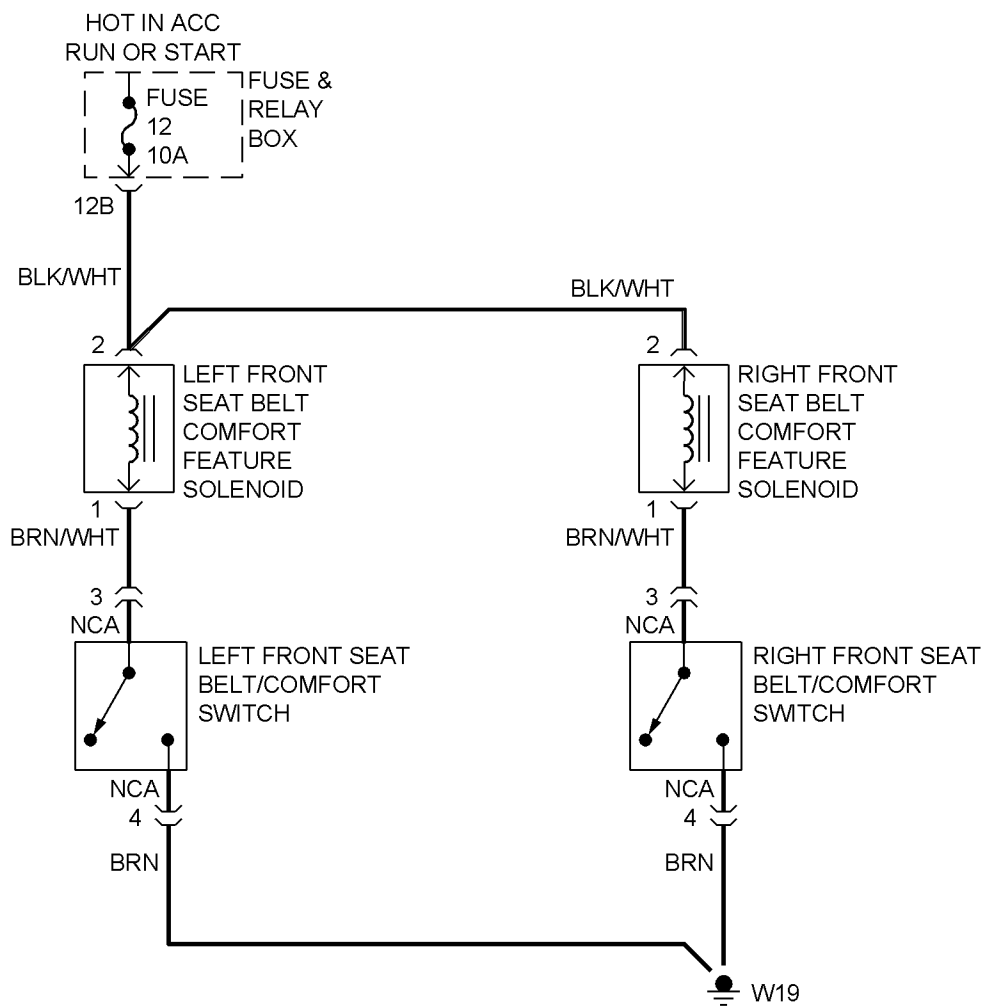 HOT IN ACC
RUN OR START
FUSE
12
10A
FUSE &
RELAY
BOX
12B
BLK/WHT
BLK/WHT
2
LEFT FRONT
SEAT BELT
COMFORT
FEATURE
SOLENOID
2
RIGHT FRONT
SEAT BELT
COMFORT
FEATURE
SOLENOID
1
BRN/WHT
1
BRN/WHT
3
NCA
3
NCA
LEFT FRONT SEAT
BELT/COMFORT
SWITCH
RIGHT FRONT SEAT
BELT/COMFORT
SWITCH
NCA
4
BRN
NCA
4
BRN
W19